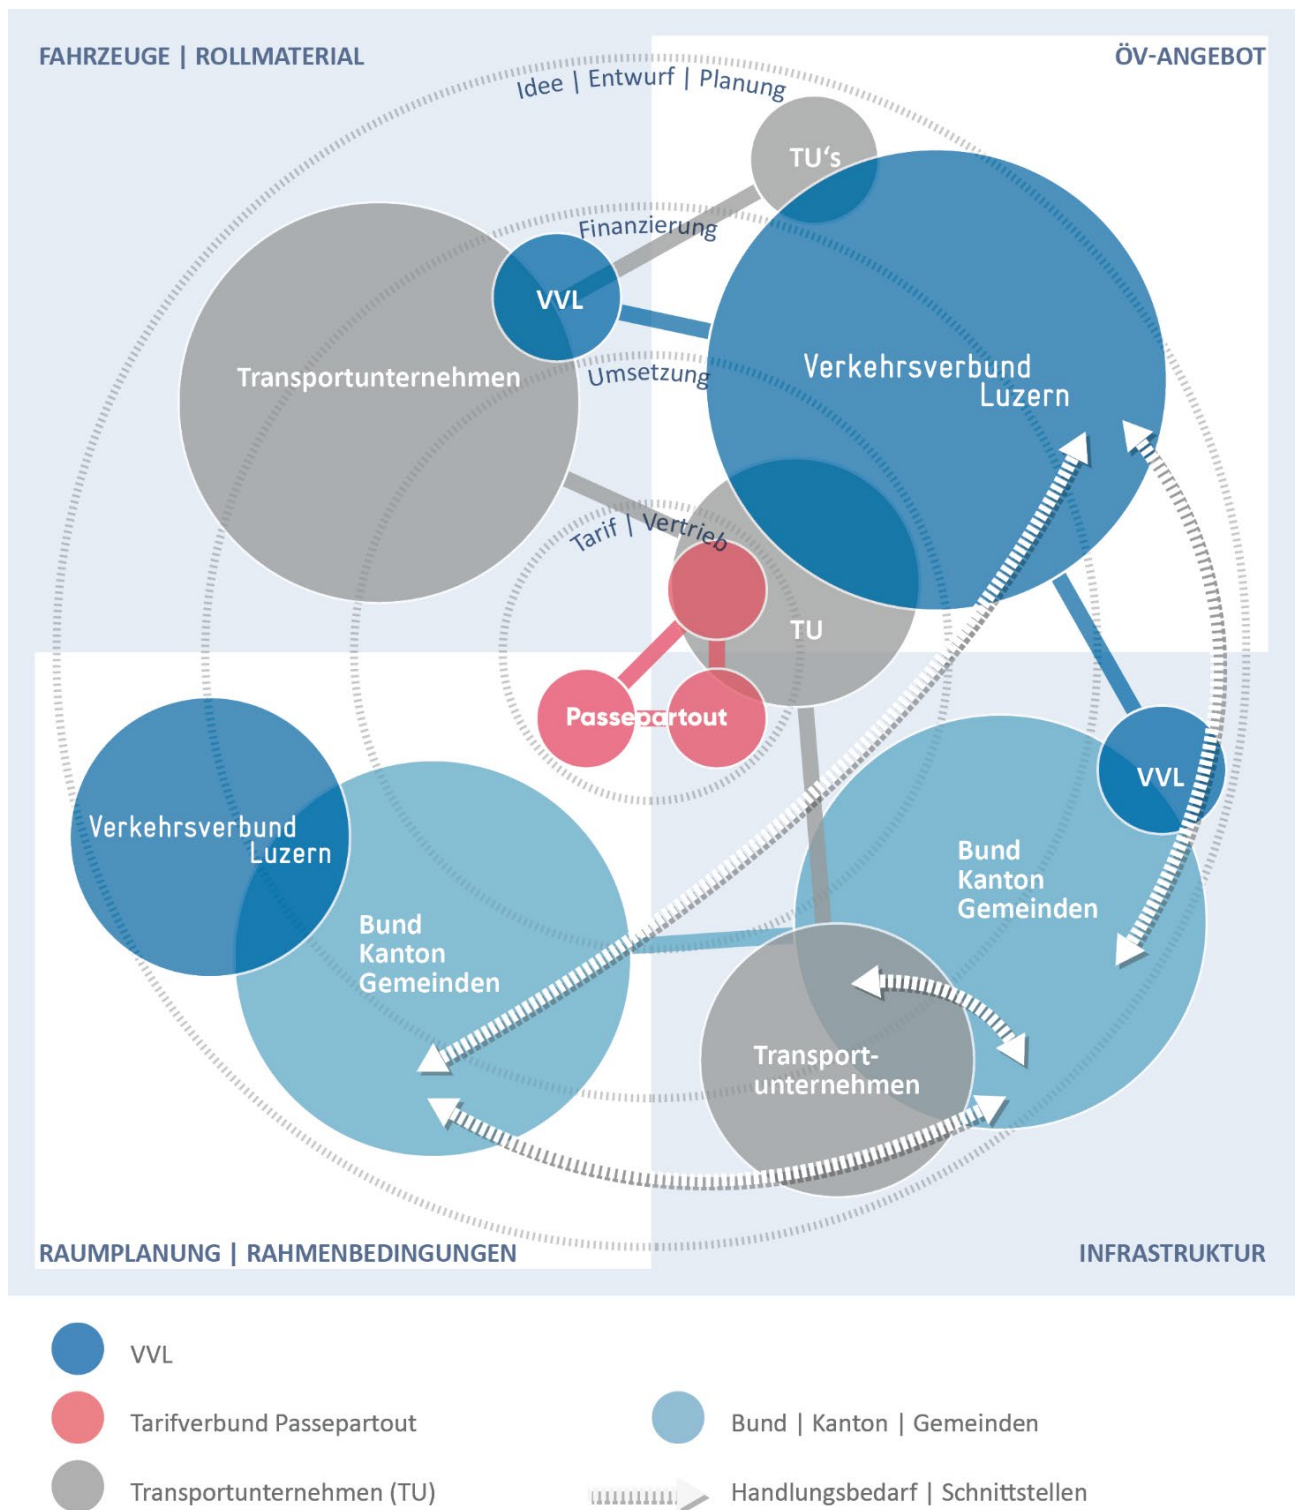 FAHRZEUGE | ROLLMATERIAL
ÖV-ANGEBOT
Idee | Entwurf | Planung
TU‘s
Finanzierung
VVL
Verkehrsverbund
Luzern
Transportunternehmen
Umsetzung
Tarif | Vertrieb
TU
Passepartout
VVL
Verkehrsverbund
Luzern
Bund
Kanton
Gemeinden
Bund
Kanton
Gemeinden
Transport-
unternehmen
RAUMPLANUNG | RAHMENBEDINGUNGEN
INFRASTRUKTUR
VVL
Tarifverbund Passepartout
Bund | Kanton | Gemeinden
Transportunternehmen (TU)
Handlungsbedarf | Schnittstellen